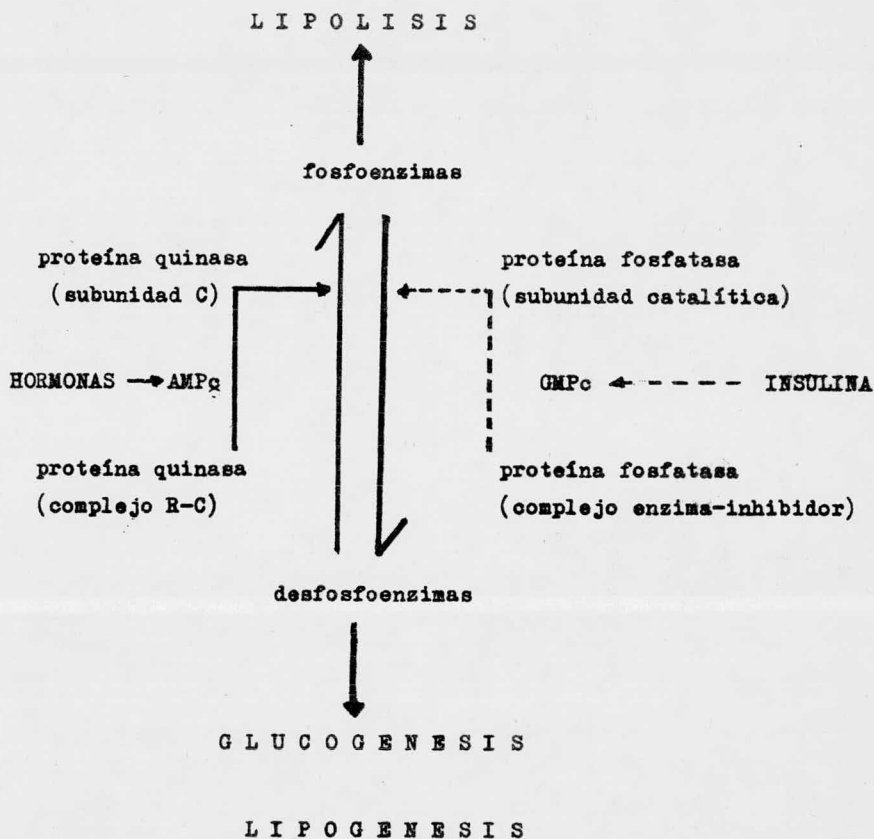 LIPOLISIS
fosfoenzimas
proteína quinasa
(subunidad C)
proteína fosfatasa
(subunidad catalítica)
HORMONAS
AMPc
GMPc
INSULINA
proteína quinasa
(complejo R-C)
proteína fosfatasa
(complejo enzima-inhibidor)
desfosfoenzimas
GLUCOGENESIS
LIPOGENESIS